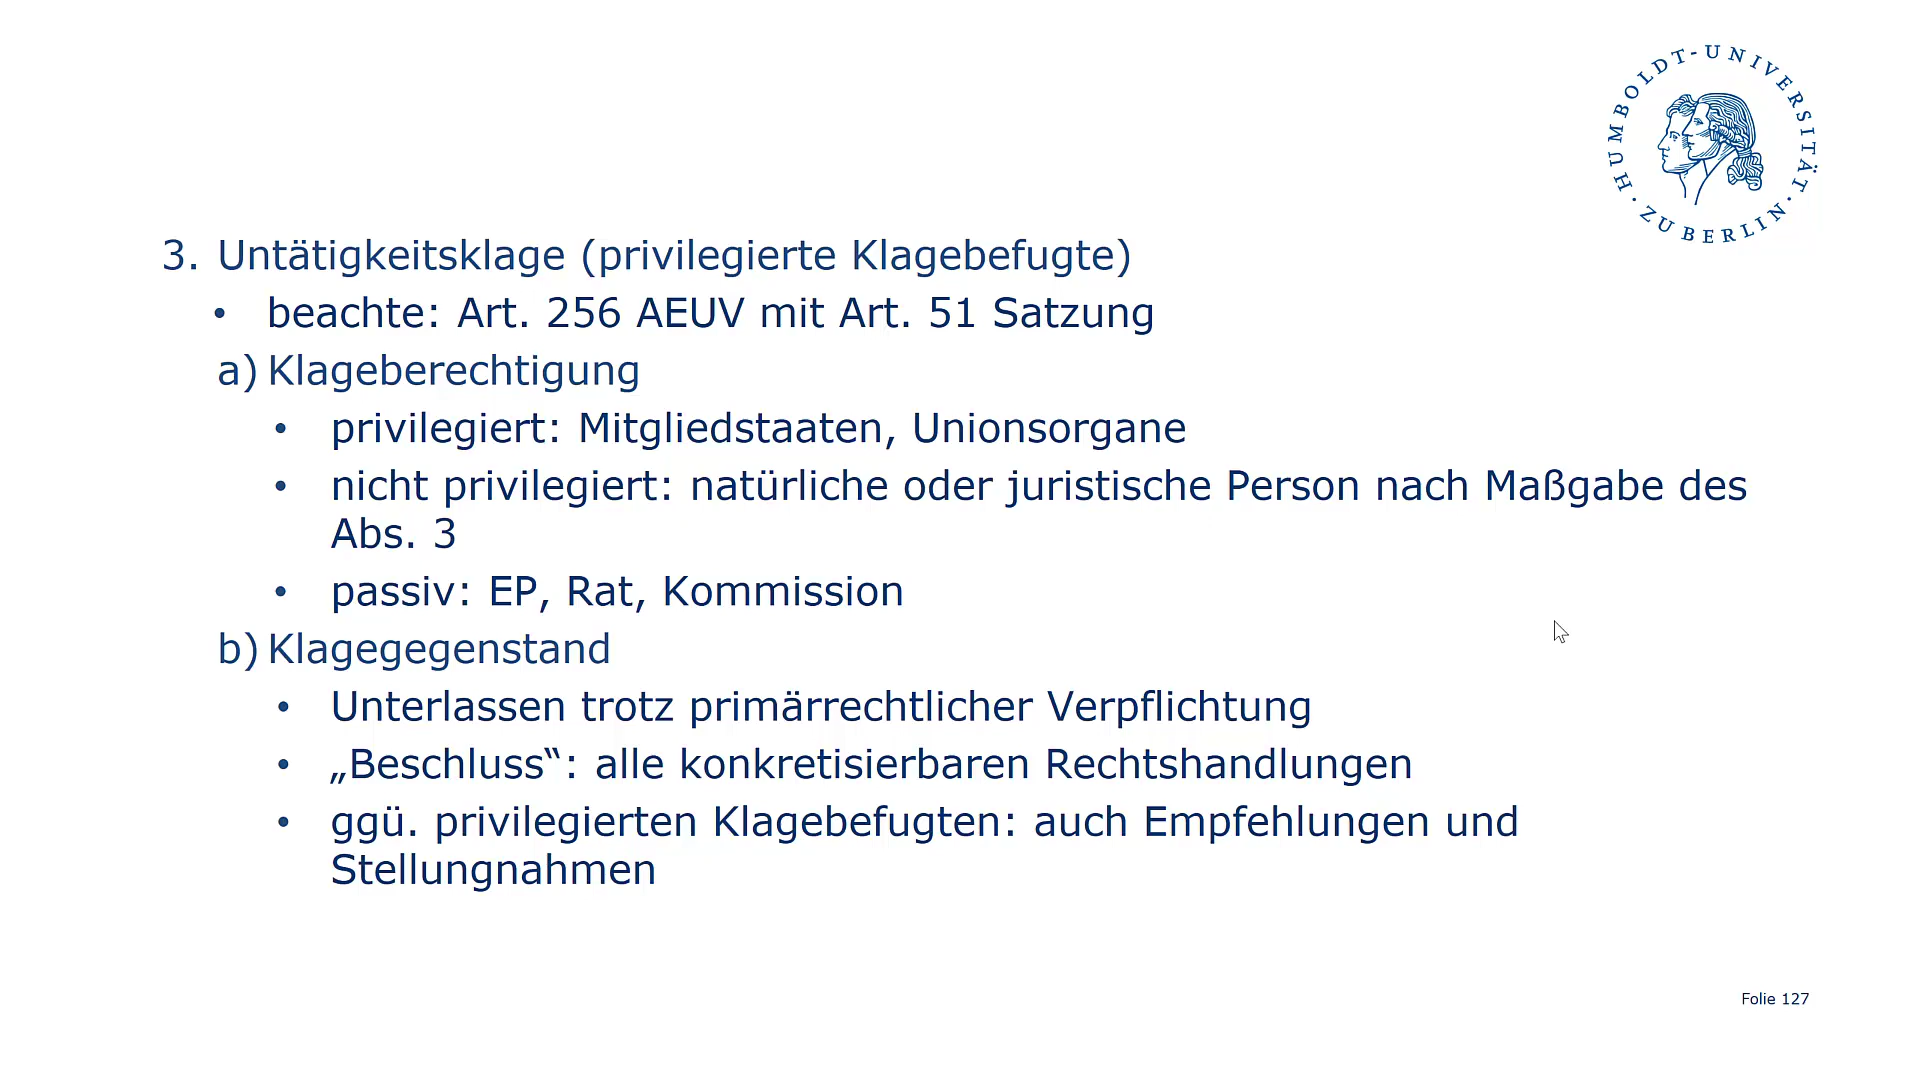 HUMBOLDT-UNIVERSITÄT · ZU BERLIN ·
3. Untätigkeitsklage (privilegierte Klagebefugte)
• beachte: Art. 256 AEUV mit Art. 51 Satzung
a) Klageberechtigung
• privilegiert: Mitgliedstaaten, Unionsorgane
• nicht privilegiert: natürliche oder juristische Person nach Maßgabe des
Abs. 3
• passiv: EP, Rat, Kommission
b) Klagegegenstand
• Unterlassen trotz primärrechtlicher Verpflichtung
• „Beschluss“: alle konkretisierbaren Rechtshandlungen
• ggü. privilegierten Klagebefugten: auch Empfehlungen und
Stellungnahmen
Folie 127